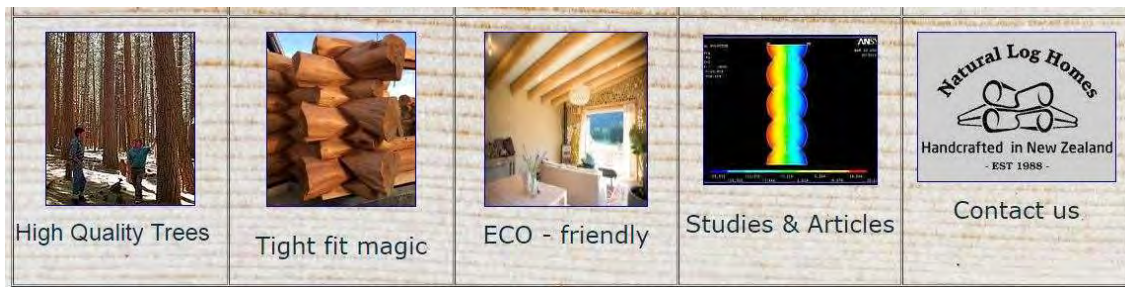 High Quality Trees
Tight fit magic
ECO - friendly
ANS
Studies & Articles
Natural Log Homes
Handcrafted in New Zealand
- EST 1988 -
Contact us